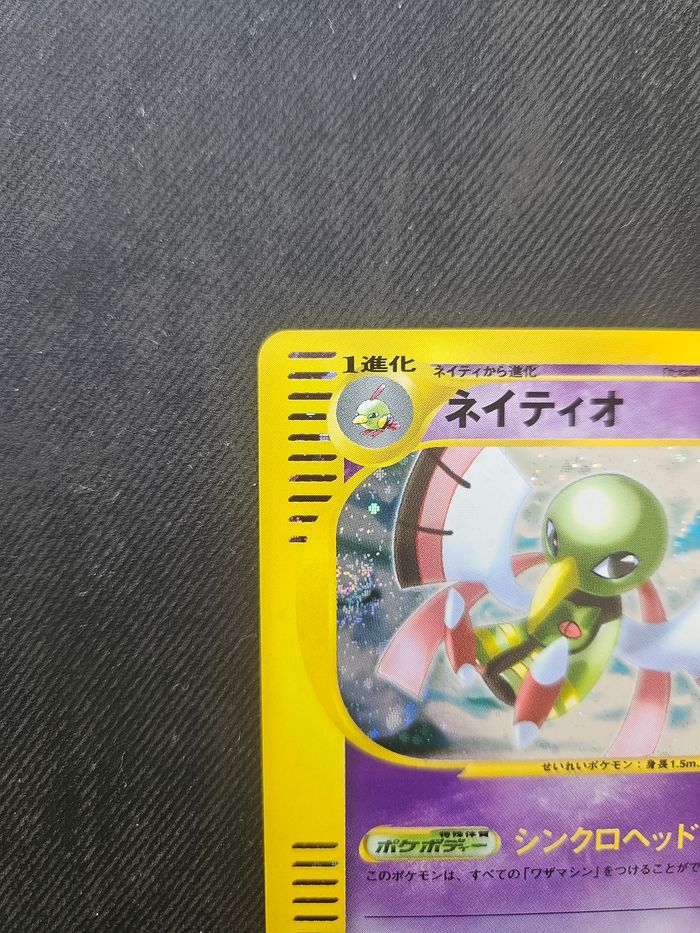 1進化
ネイティから進化
ネイティオ
せいれいポケモン：身長1.5m、
特殊体質
ポケボディー
シンクロヘッド
このポケモンは、すべての「ワザマシン」をつけることがで